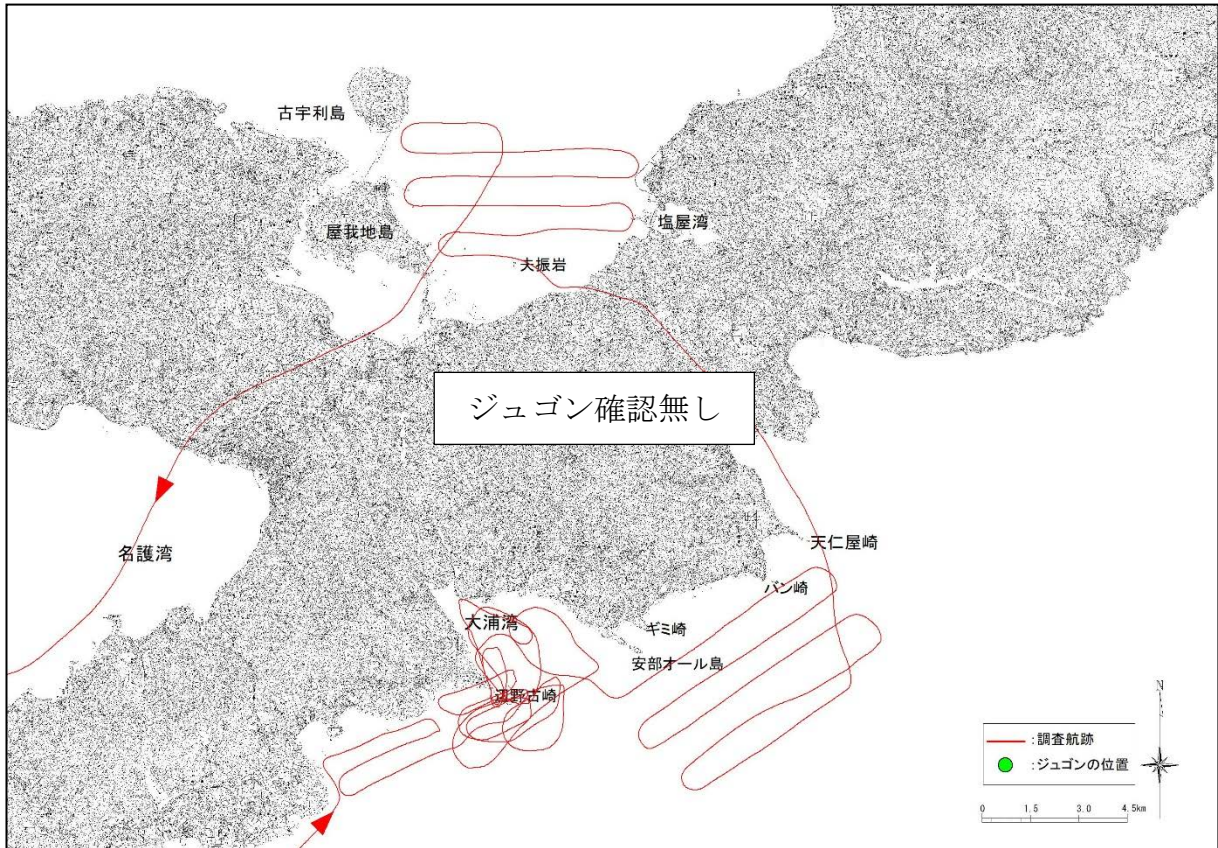 古宇利島
屋我地島
塩屋湾
夫振岩
ジュゴン確認無し
名護湾
天仁屋崎
バン崎
大浦湾
ギミ崎
安部オール島
辺野古崎
N
:調査航跡
:ジュゴンの位置
0 1.5 3.0 4.5km